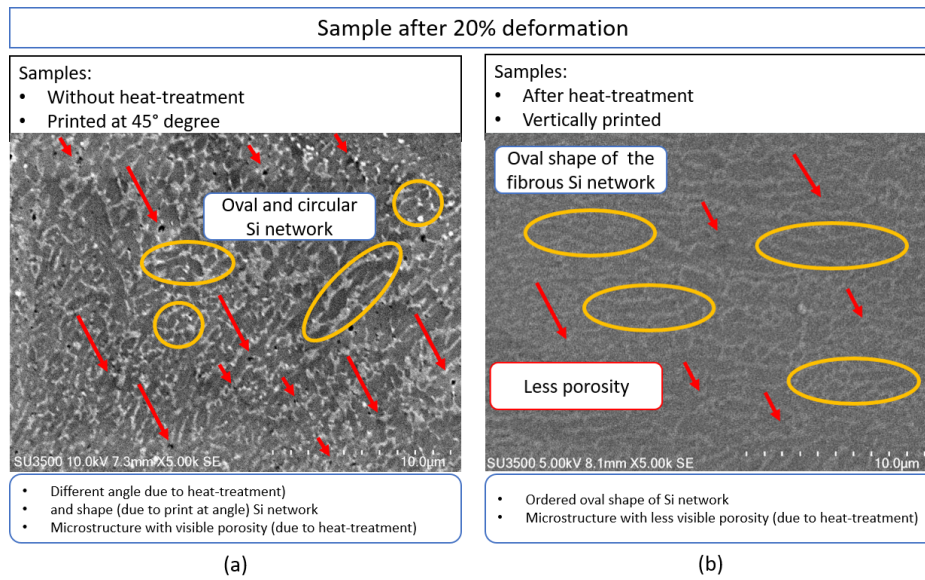 Sample after 20% deformation
Samples:
• Without heat-treatment
• Printed at 45° degree
Oval and circular
Si network
SU3500 10.0kV 7.3mm X5.00k SE
10.0μm
• Different angle due to heat-treatment)
• and shape (due to print at angle) Si network
• Microstructure with visible porosity (due to heat-treatment)
(a)
Samples:
• After heat-treatment
• Vertically printed
Oval shape of the
fibrous Si network
Less porosity
SU3500 5.00kV 8.1mm X5.00k SE
10.0μm
• Ordered oval shape of Si network
• Microstructure with less visible porosity (due to heat-treatment)
(b)